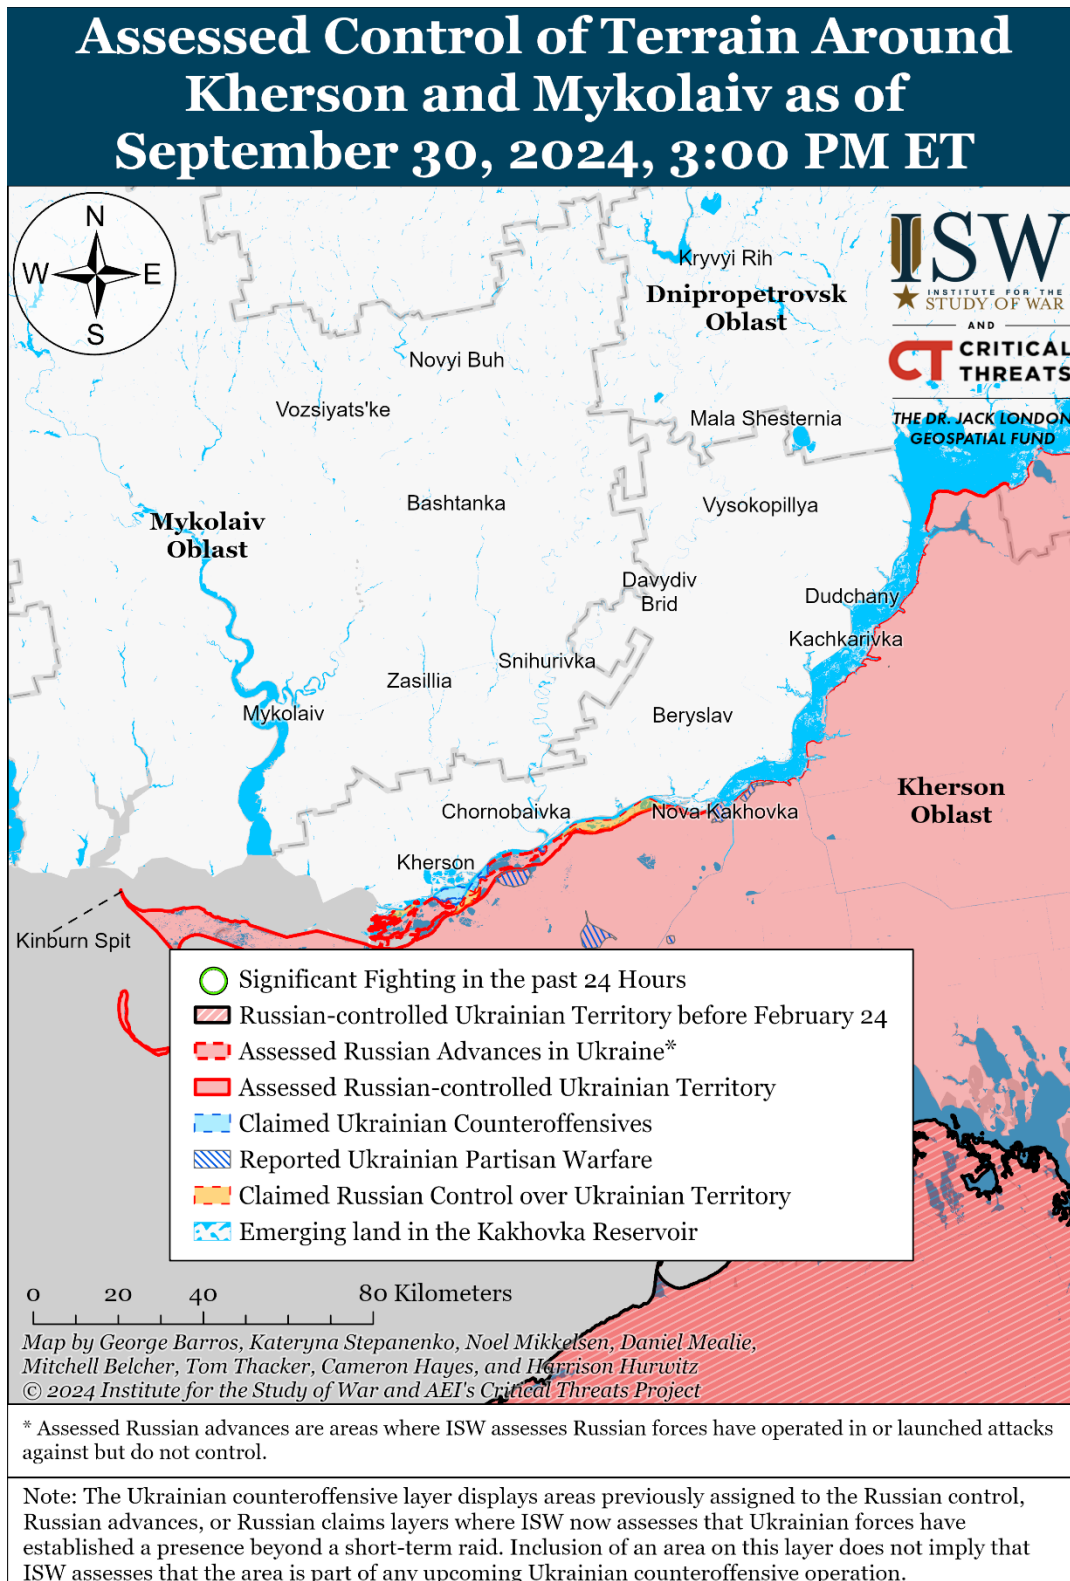 Assessed Control of Terrain Around
Kherson and Mykolaiv as of
September 30, 2024, 3:00 PM ET
N
W E
S
ISW
INSTITUTE FOR THE
STUDY OF WAR
AND
CT CRITICAL
THREATS
THE DR. JACK LONDON
GEOSPATIAL FUND
Kryvyi Rih
Dnipropetrovsk
Oblast
Novyi Buh
Vozsiyats'ke
Mala Shesternia
Bashtanka
Vysokopillya
Mykolaiv
Oblast
Davydiv
Brid
Dudchany
Kachkarivka
Snihurivka
Zasillia
Mykolaiv
Beryslav
Kherson
Oblast
Chornobaivka
Nova Kakhovka
Kherson
Kinburn Spit
Significant Fighting in the past 24 Hours
Russian-controlled Ukrainian Territory before February 24
Assessed Russian Advances in Ukraine*
Assessed Russian-controlled Ukrainian Territory
Claimed Ukrainian Counteroffensives
Reported Ukrainian Partisan Warfare
Claimed Russian Control over Ukrainian Territory
Emerging land in the Kakhovka Reservoir
0 20 40 80 Kilometers
Map by George Barros, Kateryna Stepanenko, Noel Mikkelsen, Daniel Mealie,
Mitchell Belcher, Tom Thacker, Cameron Hayes, and Harrison Hurwitz
© 2024 Institute for the Study of War and AEI's Critical Threats Project
* Assessed Russian advances are areas where ISW assesses Russian forces have operated in or launched attacks
against but do not control.
Note: The Ukrainian counteroffensive layer displays areas previously assigned to the Russian control,
Russian advances, or Russian claims layers where ISW now assesses that Ukrainian forces have
established a presence beyond a short-term raid. Inclusion of an area on this layer does not imply that
ISW assesses that the area is part of any upcoming Ukrainian counteroffensive operation.